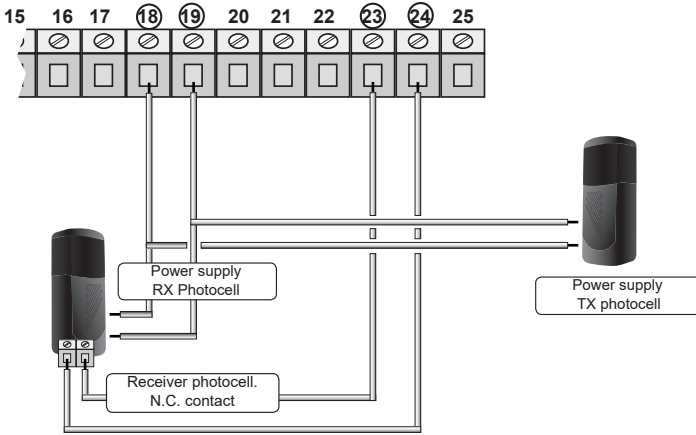 15 16 17 18 19 20 21 22 23 24 25
Power supply
RX Photocell
Power supply
TX photocell
Receiver photocell.
N.C. contact